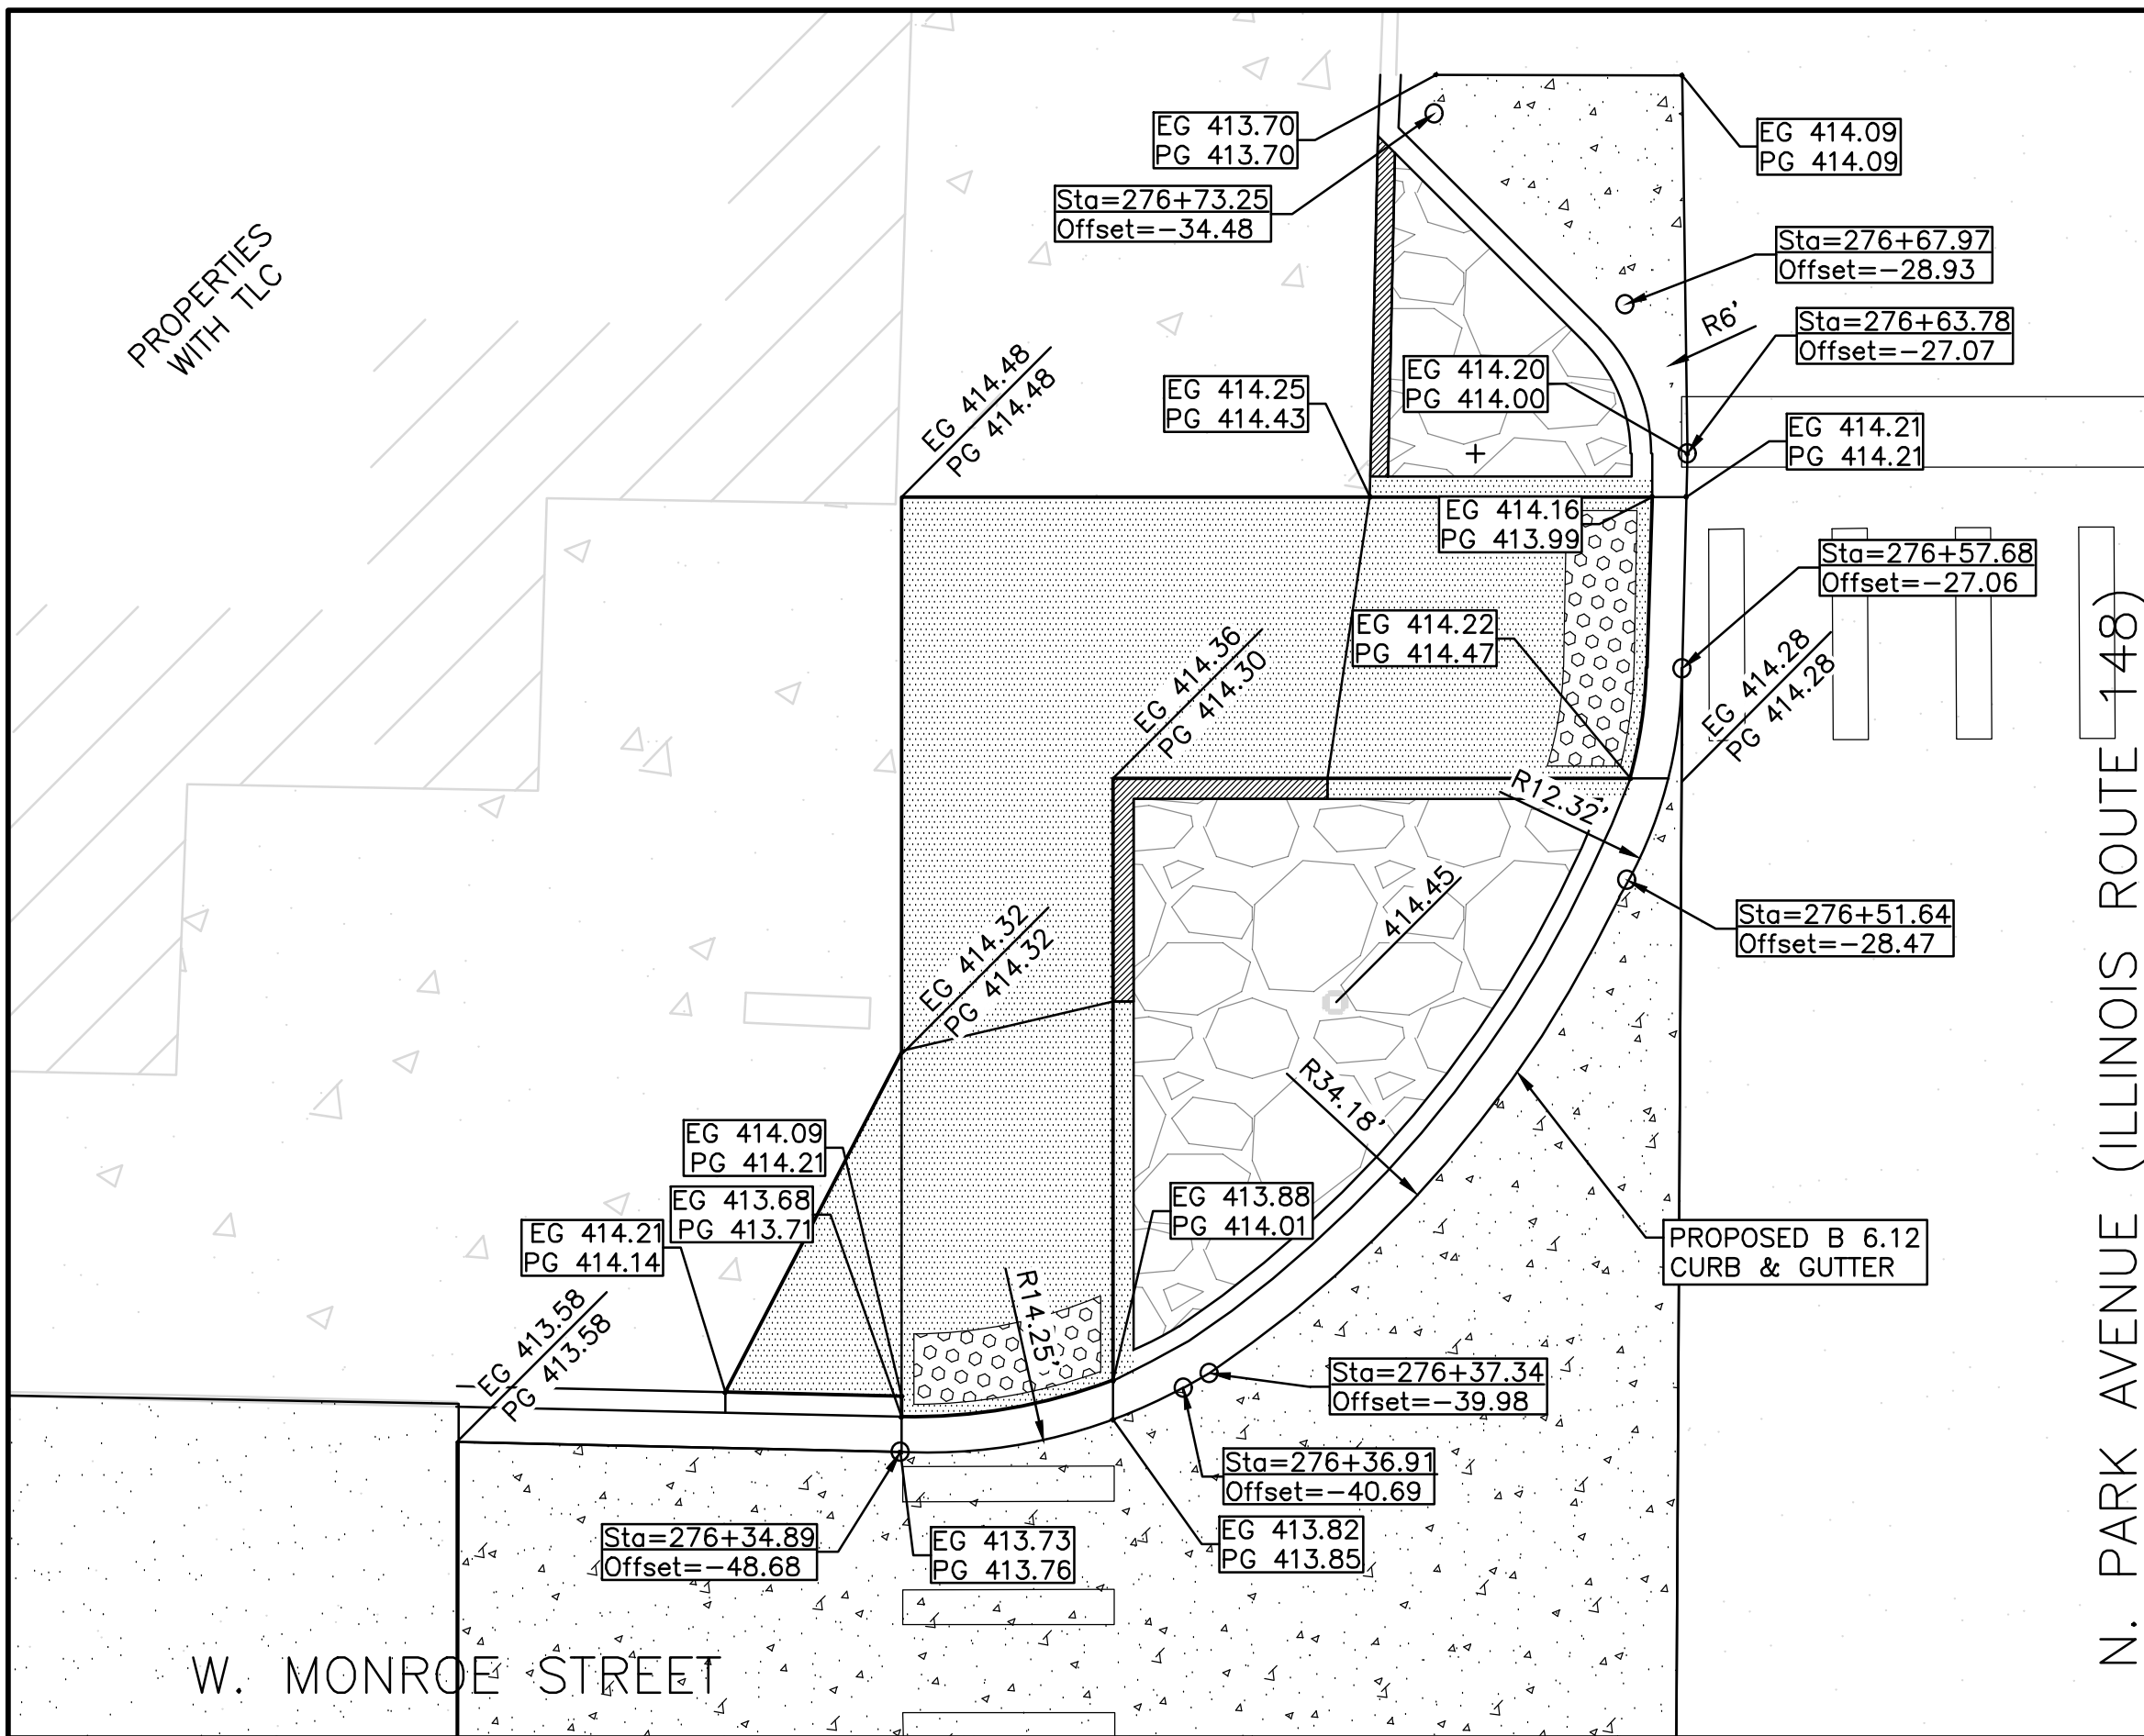 EG 413.70
PG 413.70
EG 414.09
PG 414.09
Sta=276+73.25
Offset=-34.48
Sta=276+67.97
Offset=-28.93
PROPERTIES
WITH TLC
R6'
Sta=276+63.78
Offset=-27.07
EG 414.48
PG 414.48
EG 414.25
PG 414.43
EG 414.20
PG 414.00
EG 414.21
PG 414.21
EG 414.16
PG 413.99
Sta=276+57.68
Offset=-27.06
EG 414.36
PG 414.30
EG 414.22
PG 414.47
EG 414.28
PG 414.28
R12.32'
414.45
Sta=276+51.64
Offset=-28.47
EG 414.32
PG 414.32
R34.18'
EG 414.09
PG 414.21
EG 413.68
PG 413.71
EG 413.88
PG 414.01
EG 414.21
PG 414.14
PROPOSED B 6.12
CURB & GUTTER
R14.25'
EG 413.58
PG 413.58
Sta=276+37.34
Offset=-39.98
Sta=276+36.91
Offset=-40.69
Sta=276+34.89
Offset=-48.68
EG 413.73
PG 413.76
EG 413.82
PG 413.85
W. MONROE STREET
N. PARK AVENUE (ILLINOIS ROUTE 148)